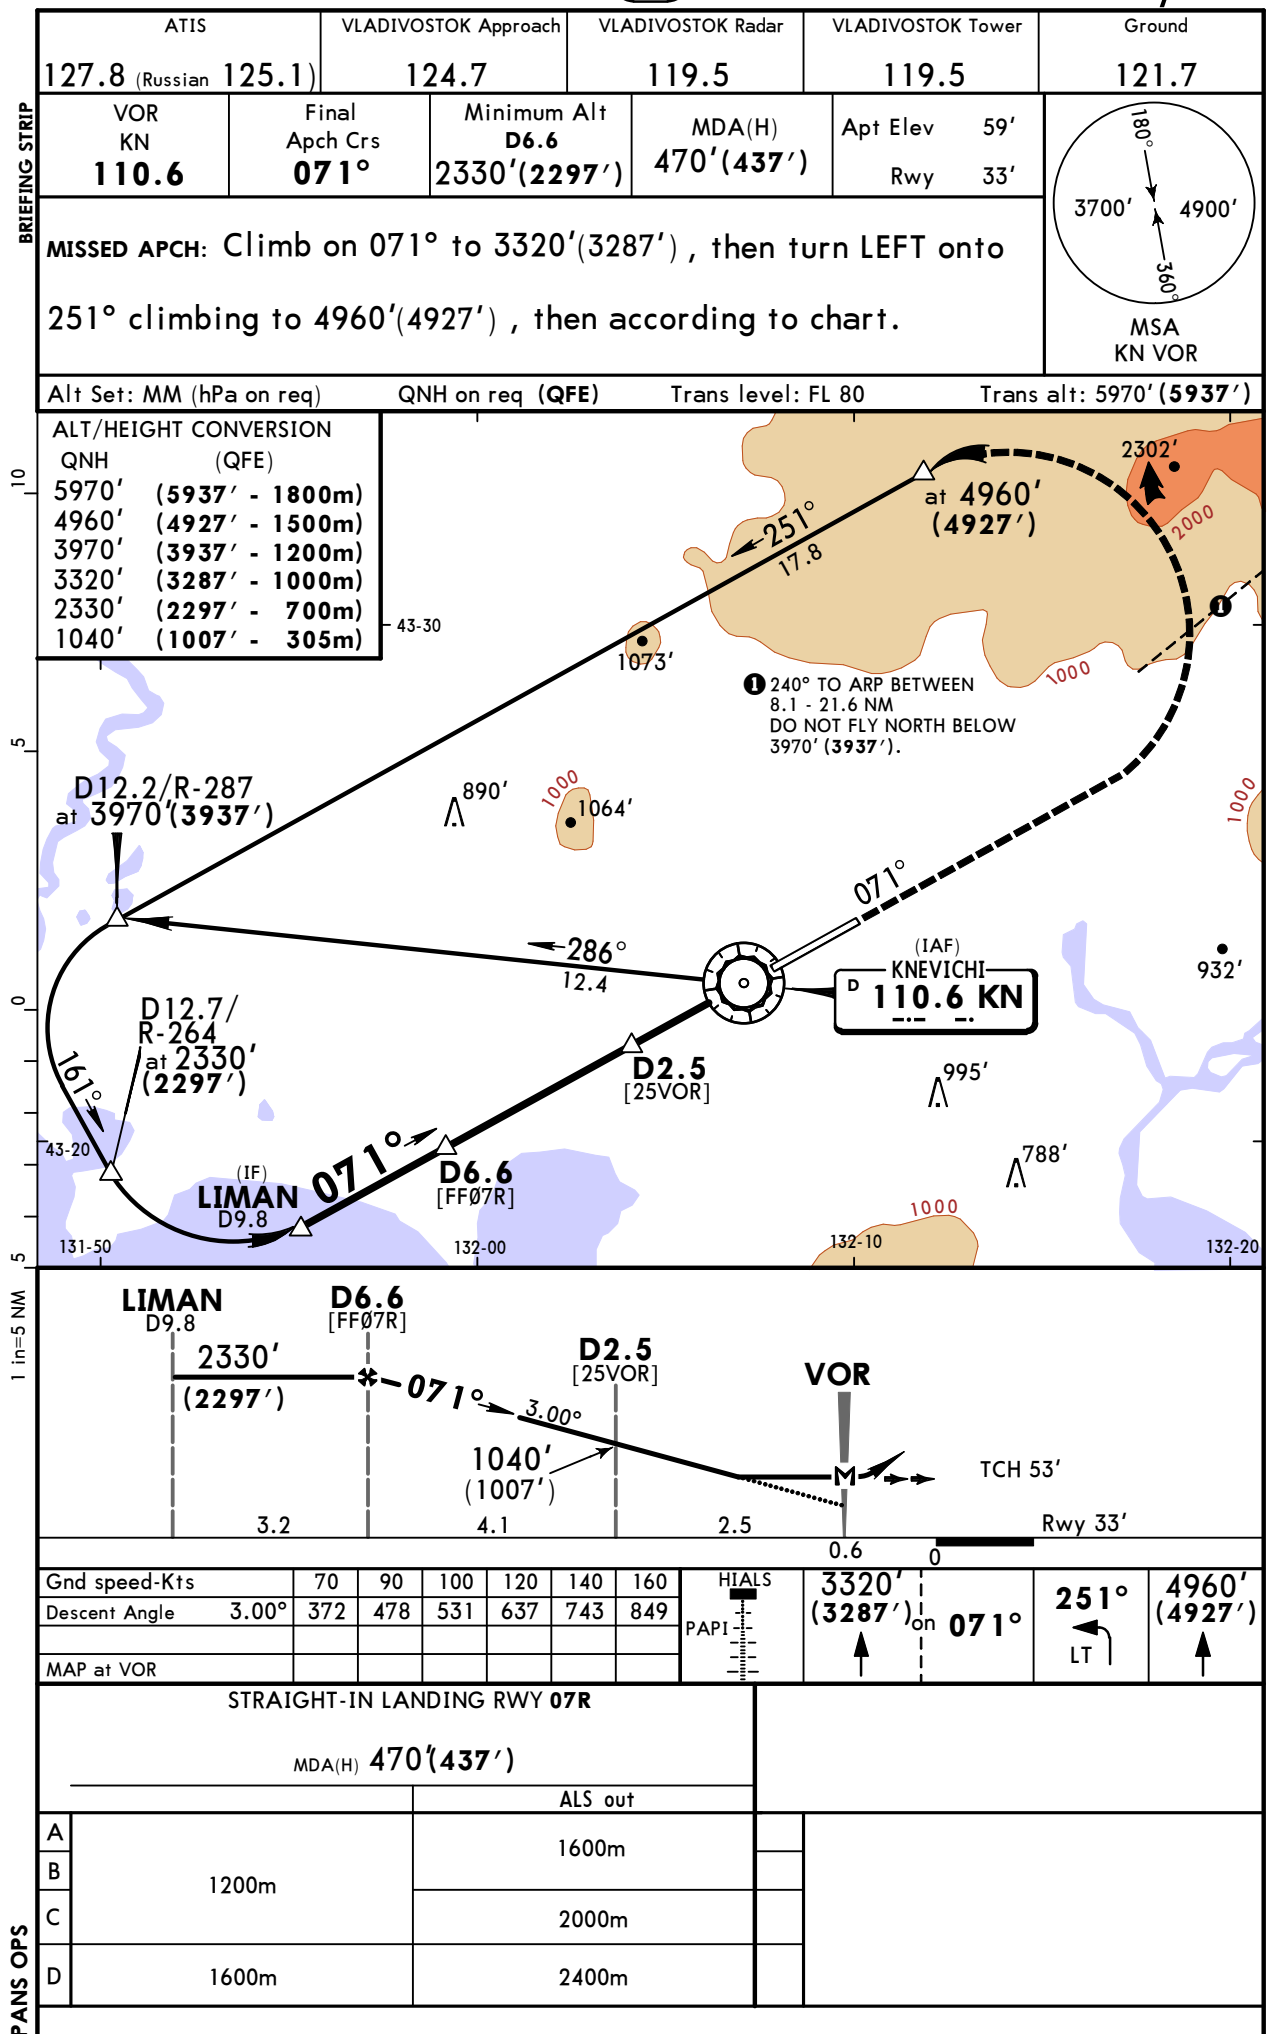 ATIS
127.8 (Russian 125.1)
VLADIVOSTOK Approach
124.7
VLADIVOSTOK Radar
119.5
VLADIVOSTOK Tower
119.5
Ground
121.7
BRIEFING STRIP
VOR
KN
110.6
Final
Apch Crs
071°
Minimum Alt
D6.6
2330'(2297')
MDA(H)
470'(437')
Apt Elev 59'
Rwy 33'
180°
3700' 4900'
360°
MSA
KN VOR
MISSED APCH: Climb on 071° to 3320'(3287') , then turn LEFT onto
251° climbing to 4960'(4927') , then according to chart.
Alt Set: MM (hPa on req) QNH on req (QFE) Trans level: FL 80 Trans alt: 5970'(5937')
ALT/HEIGHT CONVERSION
QNH (QFE)
5970' (5937' - 1800m)
4960' (4927' - 1500m)
3970' (3937' - 1200m)
3320' (3287' - 1000m)
2330' (2297' - 700m)
1040' (1007' - 305m)
10
5
0
5
1 in=5 NM
2302'
2000
at 4960'
(4927')
251°
17.8
1
43-30
1073'
1000
1 240° TO ARP BETWEEN
8.1 - 21.6 NM
DO NOT FLY NORTH BELOW
3970'(3937').
D12.2/R-287
at 3970'(3937')
890'
1000
1064'
1000
071°
286°
12.4
(IAF)
KNEVICHI
D 110.6 KN
932'
D12.7/
R-264
at 2330'
(2297')
161°
D2.5
[25VOR]
995'
43-20
071°
D6.6
[FFØ7R]
788'
(IF)
LIMAN
D9.8
1000
131-50
132-00
132-10
132-20
LIMAN
D9.8
D6.6
[FFØ7R]
D2.5
[25VOR]
VOR
2330'
(2297')
071°
3.00°
1040'
(1007')
M
TCH 53'
3.2
4.1
2.5
Rwy 33'
0.6
0
Gnd speed-Kts 70 90 100 120 140 160
Descent Angle 3.00° 372 478 531 637 743 849
MAP at VOR
HIALS
PAPI
3320'
(3287') on 071°
251°
LT
4960'
(4927')
STRAIGHT-IN LANDING RWY 07R
MDA(H) 470'(437')
ALS out
A
B
C
D
1200m
1600m
1600m
2000m
2400m
PANS OPS